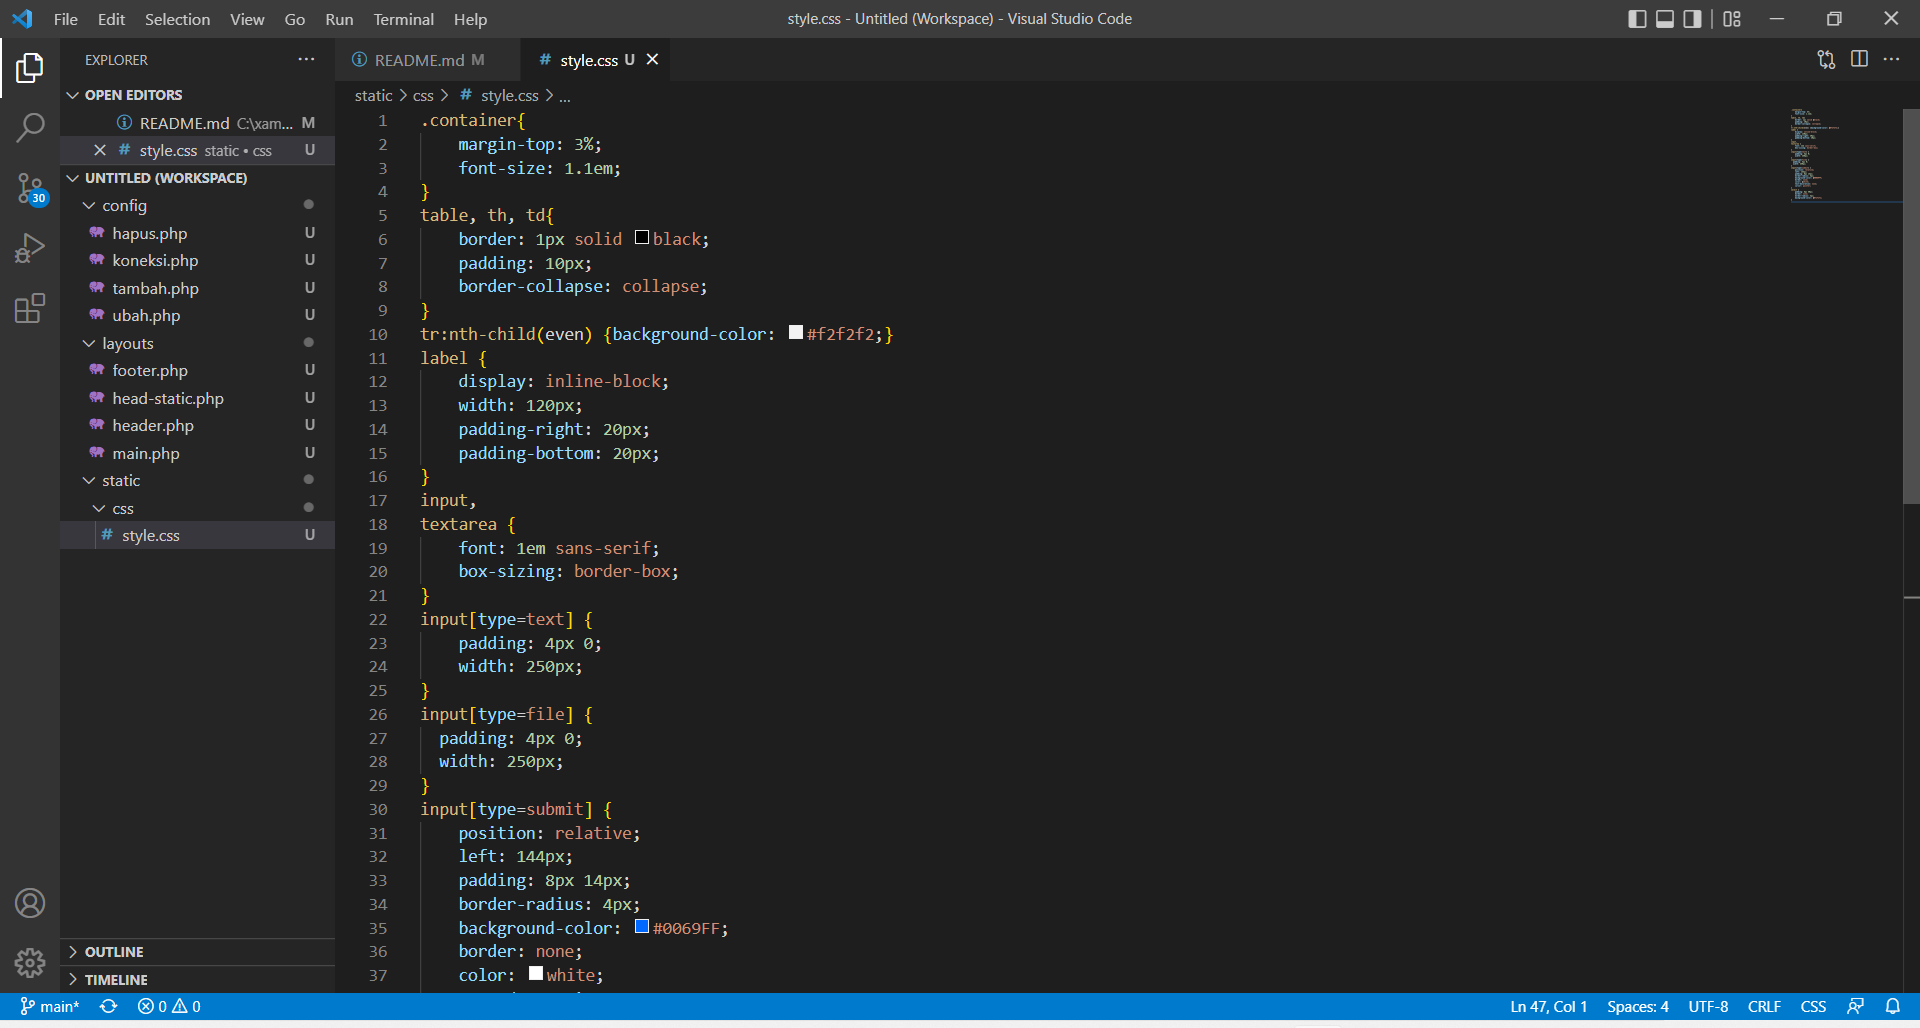 File Edit Selection View Go Run Terminal Help
style.css - Untitled (Workspace) - Visual Studio Code
EXPLORER
OPEN EDITORS
README.md C:\xam... M
style.css static • css U
UNTITLED (WORKSPACE)
config
hapus.php U
koneksi.php U
tambah.php U
ubah.php U
layouts
footer.php U
head-static.php U
header.php U
main.php U
static
css
# style.css U
OUTLINE
TIMELINE
30
README.md M
# style.css U
static > css > # style.css > ...
1 .container{
2 margin-top: 3%;
3 font-size: 1.1em;
4 }
5 table, th, td{
6 border: 1px solid black;
7 padding: 10px;
8 border-collapse: collapse;
9 }
10 tr:nth-child(even) {background-color: #f2f2f2;}
11 label {
12 display: inline-block;
13 width: 120px;
14 padding-right: 20px;
15 padding-bottom: 20px;
16 }
17 input,
18 textarea {
19 font: 1em sans-serif;
20 box-sizing: border-box;
21 }
22 input[type=text] {
23 padding: 4px 0;
24 width: 250px;
25 }
26 input[type=file] {
27 padding: 4px 0;
28 width: 250px;
29 }
30 input[type=submit] {
31 position: relative;
32 left: 144px;
33 padding: 8px 14px;
34 border-radius: 4px;
35 background-color: #0069FF;
36 border: none;
37 color: white;
main* 0 0
Ln 47, Col 1 Spaces: 4 UTF-8 CRLF CSS